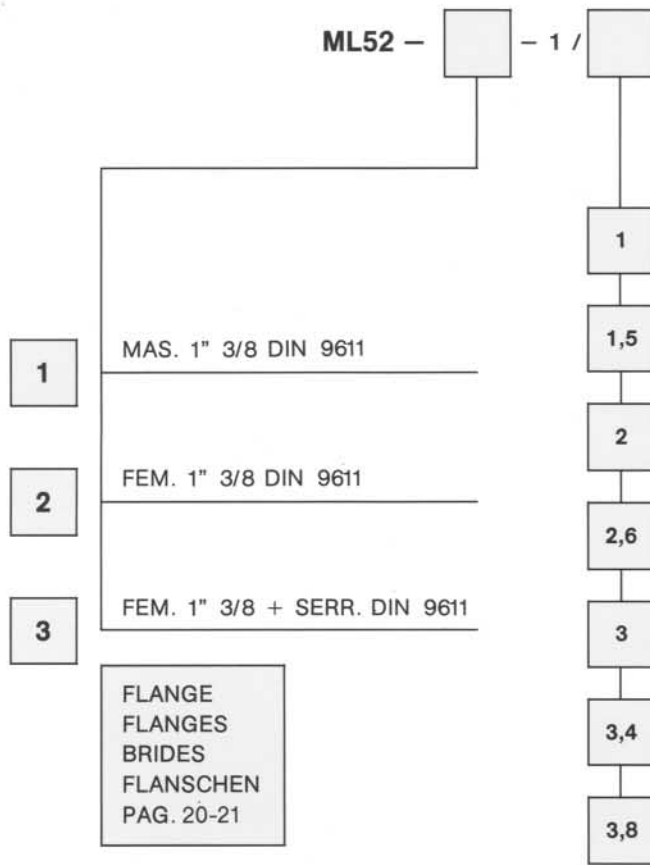 ML52 – – 1 /
1
1,5
2
2,6
3
3,4
3,8
1 MAS. 1" 3/8 DIN 9611
2 FEM. 1" 3/8 DIN 9611
3 FEM. 1" 3/8 + SERR. DIN 9611
FLANGE
FLANGES
BRIDES
FLANSCHEN
PAG. 20-21